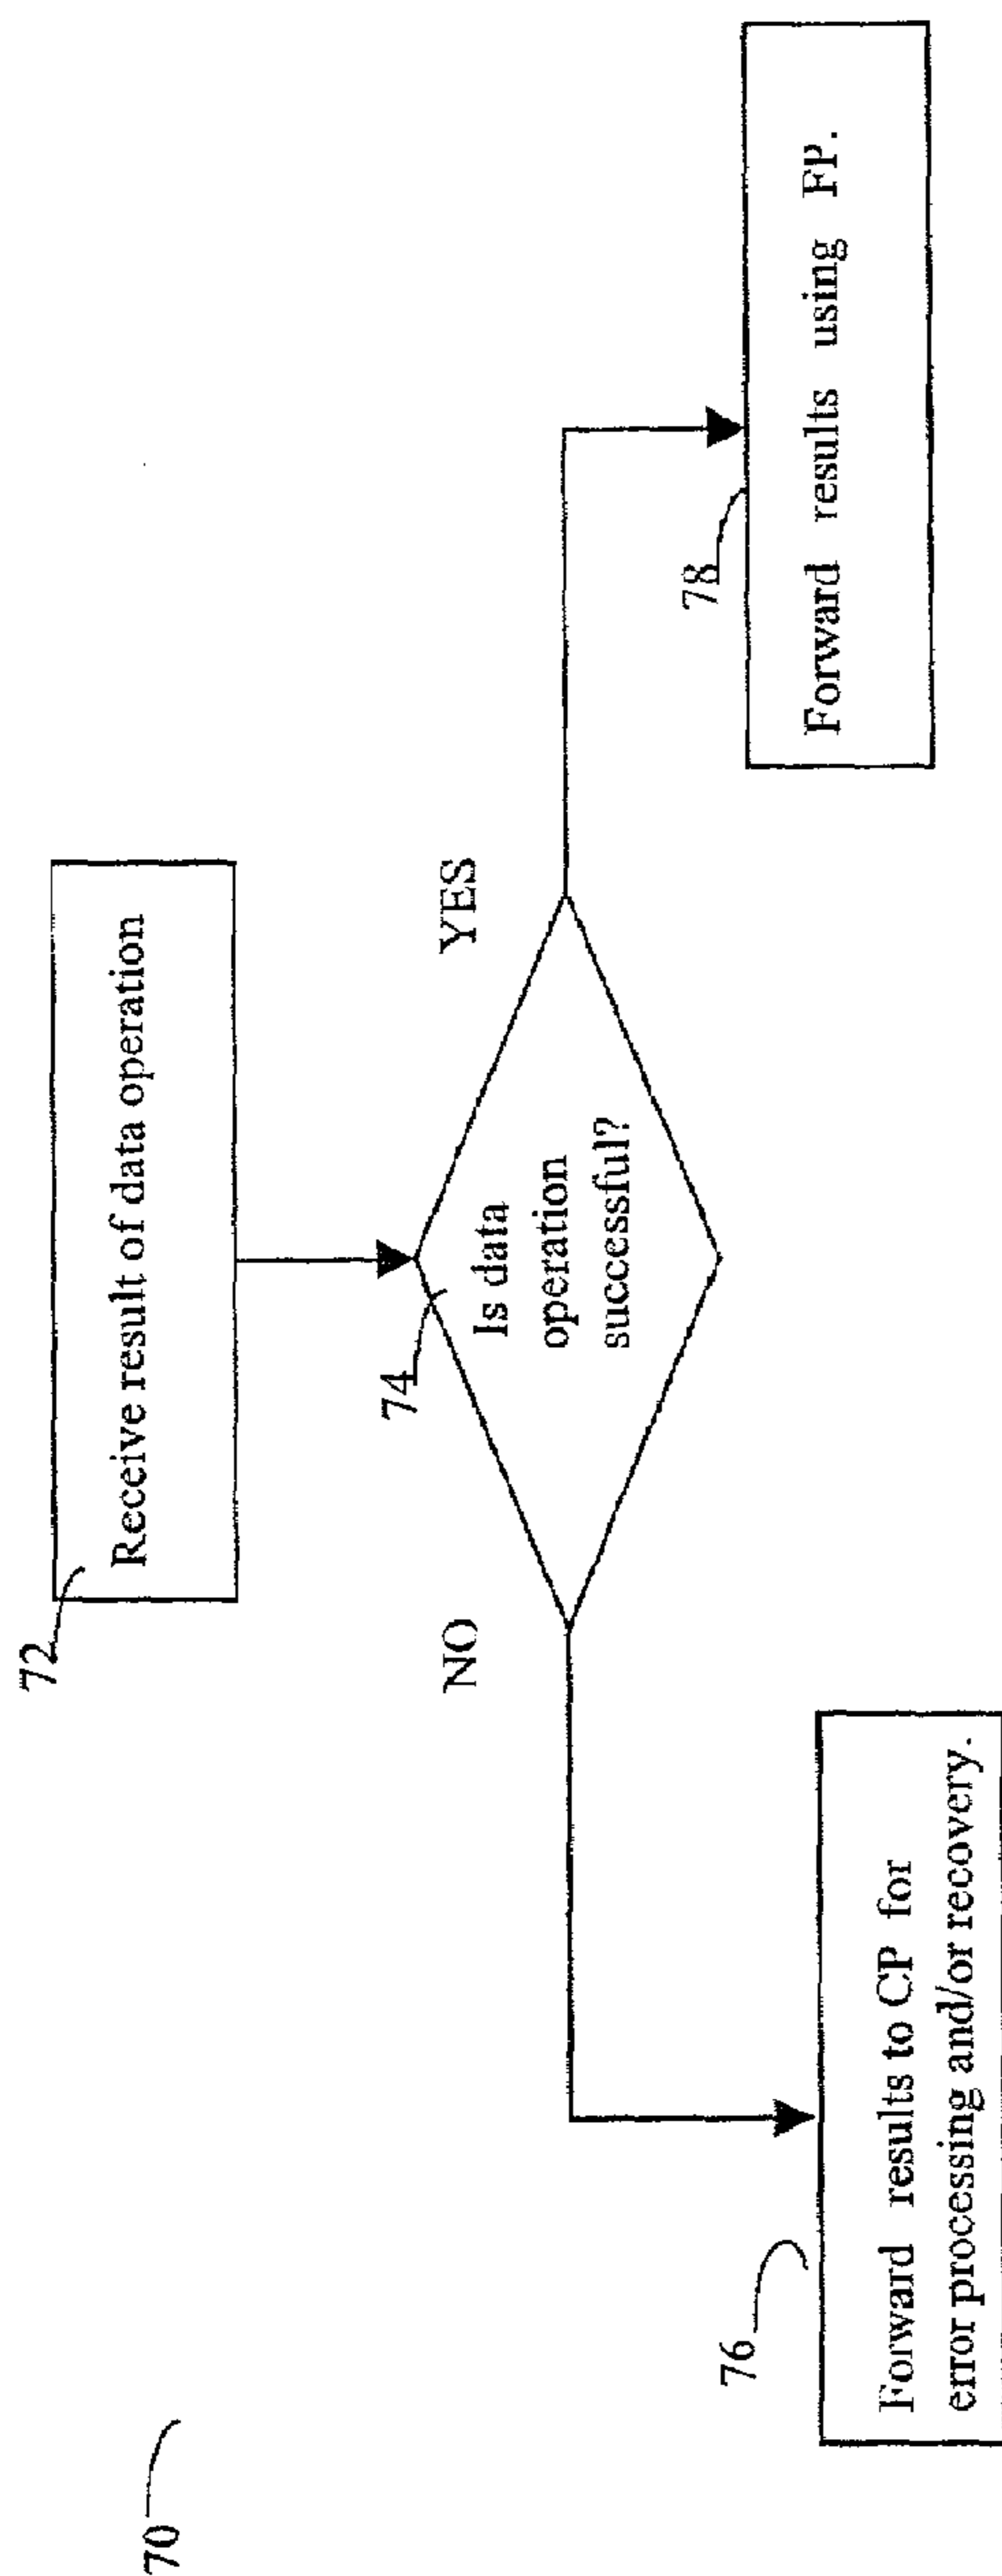 70
72
Receive result of data operation
74
Is data
operation
successful?
NO
YES
76
Forward results to CP for
error processing and/or recovery.
78
Forward results using FP.